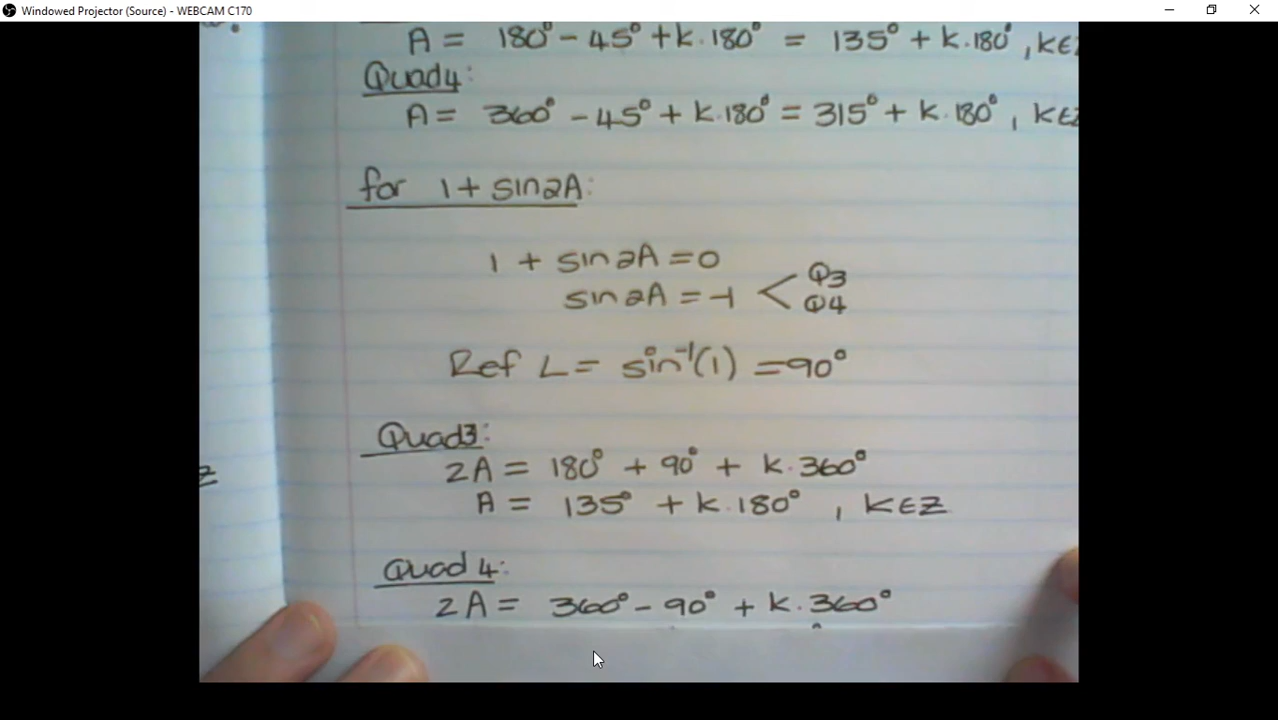 Windowed Projector (Source) - WEBCAM C170
A = 180° - 45° + k.180° = 135° + k.180°, k∈
Quad4:
A = 360° - 45° + k.180° = 315° + k.180°, k∈Z
for 1 + sin2A:
1 + sin2A = 0
sin2A = -1 < Q3
Q4
Ref L = sin⁻¹(1) = 90°
Quad3:
2A = 180° + 90° + k.360°
A = 135° + k.180°, k∈Z
Quad 4:
2A = 360° - 90° + k.360°